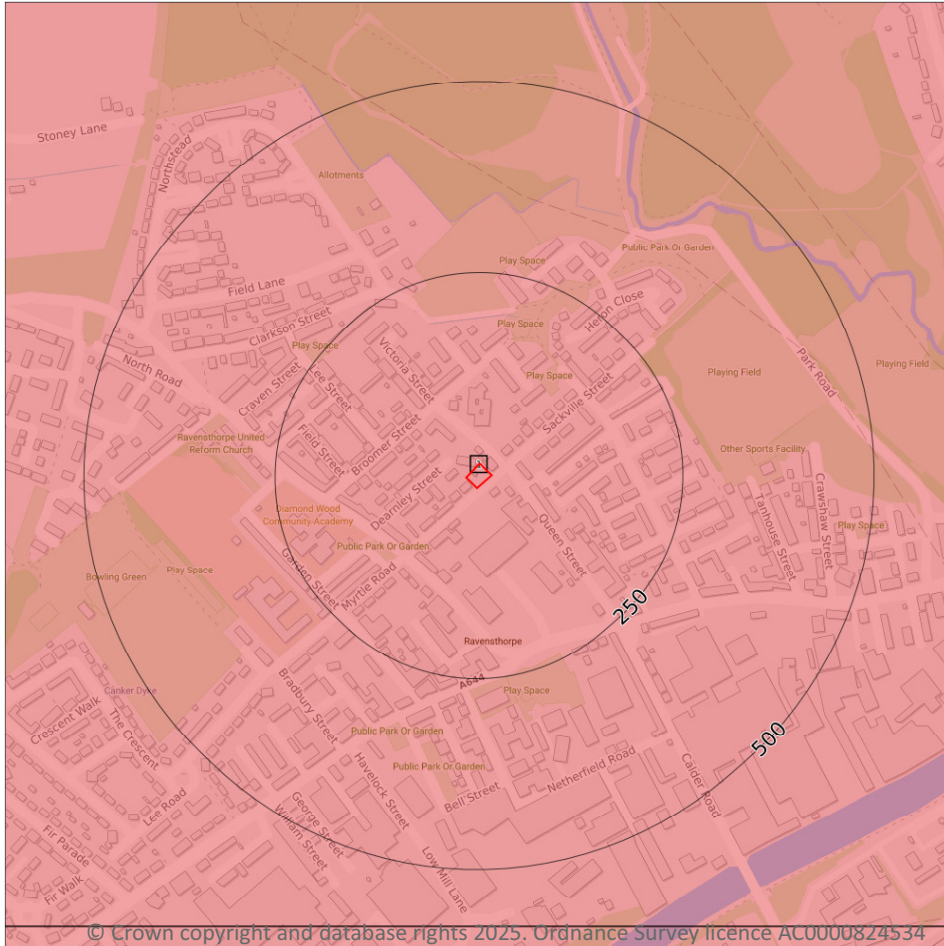 Stoney Lane
Northstead
Allotments
Public Park Or Garden
Play Space
Field Lane
Heron Close
Clarkson Street
Play Space
Play Space
Victoria Street
Park Road
Playing Field
North Road
Lee Street
Craven Street
Play Space
Playing Field
Sackville Street
Broomer Street
Field Street
Ravensthorpe United
Reform Church
Other Sports Facility
Dearnley Street
Crawshaw Street
Diamond Wood
Community Academy
Tanhouse Street
Play Space
Queen Street
Public Park Or Garden
Garden Street
Myrtle Road
Bowling Green
Play Space
250
Ravensthorpe
A644
Play Space
Canker Dyke
Crescent Walk
The Crescent
Bradbury Street
Public Park Or Garden
500
Public Park Or Garden
Havelock Street
Netherfield Road
Calder Road
Bell Street
Lee Road
George Street
William Street
Fir Parade
Fir Walk
Low Mill Lane
© Crown copyright and database rights 2025. Ordnance Survey licence AC0000824534